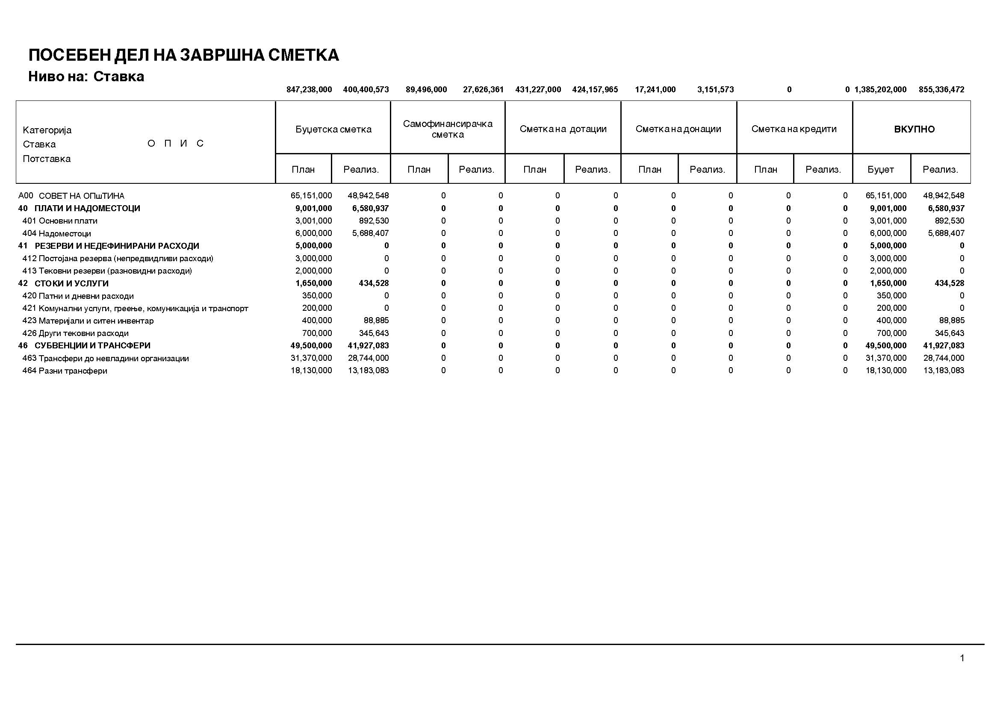 ПОСЕБЕН ДЕЛ НА ЗАВРШНА СМЕТКА
Ниво на: Ставка
847,238,000 400,400,573 89,496,000 27,626,361 431,227,000 424,157,965 17,241,000 3,151,573 0 0 1,385,202,000 855,336,472
Категорија
Ставка О П И С
Потставка
Буџетска сметка Самофинансирачка сметка Сметка на дотации Сметка на донации Сметка на кредити ВКУПНО
План Реализ. План Реализ. План Реализ. План Реализ. План Реализ. Буџет Реализ.
А00 СОВЕТ НА ОПшТИНА 65,151,000 48,942,548 0 0 0 0 0 0 0 0 65,151,000 48,942,548
40 ПЛАТИ И НАДОМЕСТОЦИ 9,001,000 6,580,937 0 0 0 0 0 0 0 0 9,001,000 6,580,937
401 Основни плати 3,001,000 892,530 0 0 0 0 0 0 0 0 3,001,000 892,530
404 Надоместоци 6,000,000 5,688,407 0 0 0 0 0 0 0 0 6,000,000 5,688,407
41 РЕЗЕРВИ И НЕДЕФИНИРАНИ РАСХОДИ 5,000,000 0 0 0 0 0 0 0 0 0 5,000,000 0
412 Постојана резерва (непредвидливи расходи) 3,000,000 0 0 0 0 0 0 0 0 0 3,000,000 0
413 Тековни резерви (разновидни расходи) 2,000,000 0 0 0 0 0 0 0 0 0 2,000,000 0
42 СТОКИ И УСЛУГИ 1,650,000 434,528 0 0 0 0 0 0 0 0 1,650,000 434,528
420 Патни и дневни расходи 350,000 0 0 0 0 0 0 0 0 0 350,000 0
421 Комунални услуги, греење, комуникација и транспорт 200,000 0 0 0 0 0 0 0 0 0 200,000 0
423 Материјали и ситен инвентар 400,000 88,885 0 0 0 0 0 0 0 0 400,000 88,885
426 Други тековни расходи 700,000 345,643 0 0 0 0 0 0 0 0 700,000 345,643
46 СУБВЕНЦИИ И ТРАНСФЕРИ 49,500,000 41,927,083 0 0 0 0 0 0 0 0 49,500,000 41,927,083
463 Трансфери до невладини организации 31,370,000 28,744,000 0 0 0 0 0 0 0 0 31,370,000 28,744,000
464 Разни трансфери 18,130,000 13,183,083 0 0 0 0 0 0 0 0 18,130,000 13,183,083
1